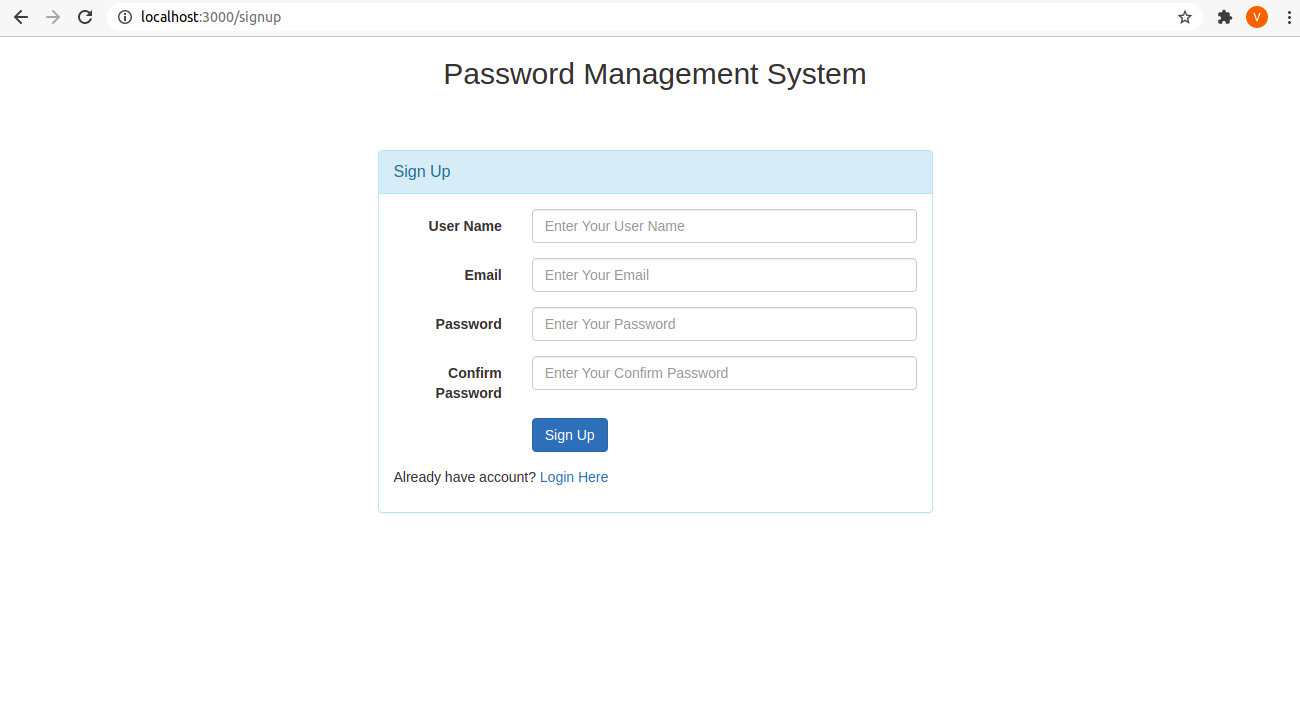 localhost:3000/signup
V
Password Management System
Sign Up
User Name
Enter Your User Name
Email
Enter Your Email
Password
Enter Your Password
Confirm
Password
Enter Your Confirm Password
Sign Up
Already have account? Login Here